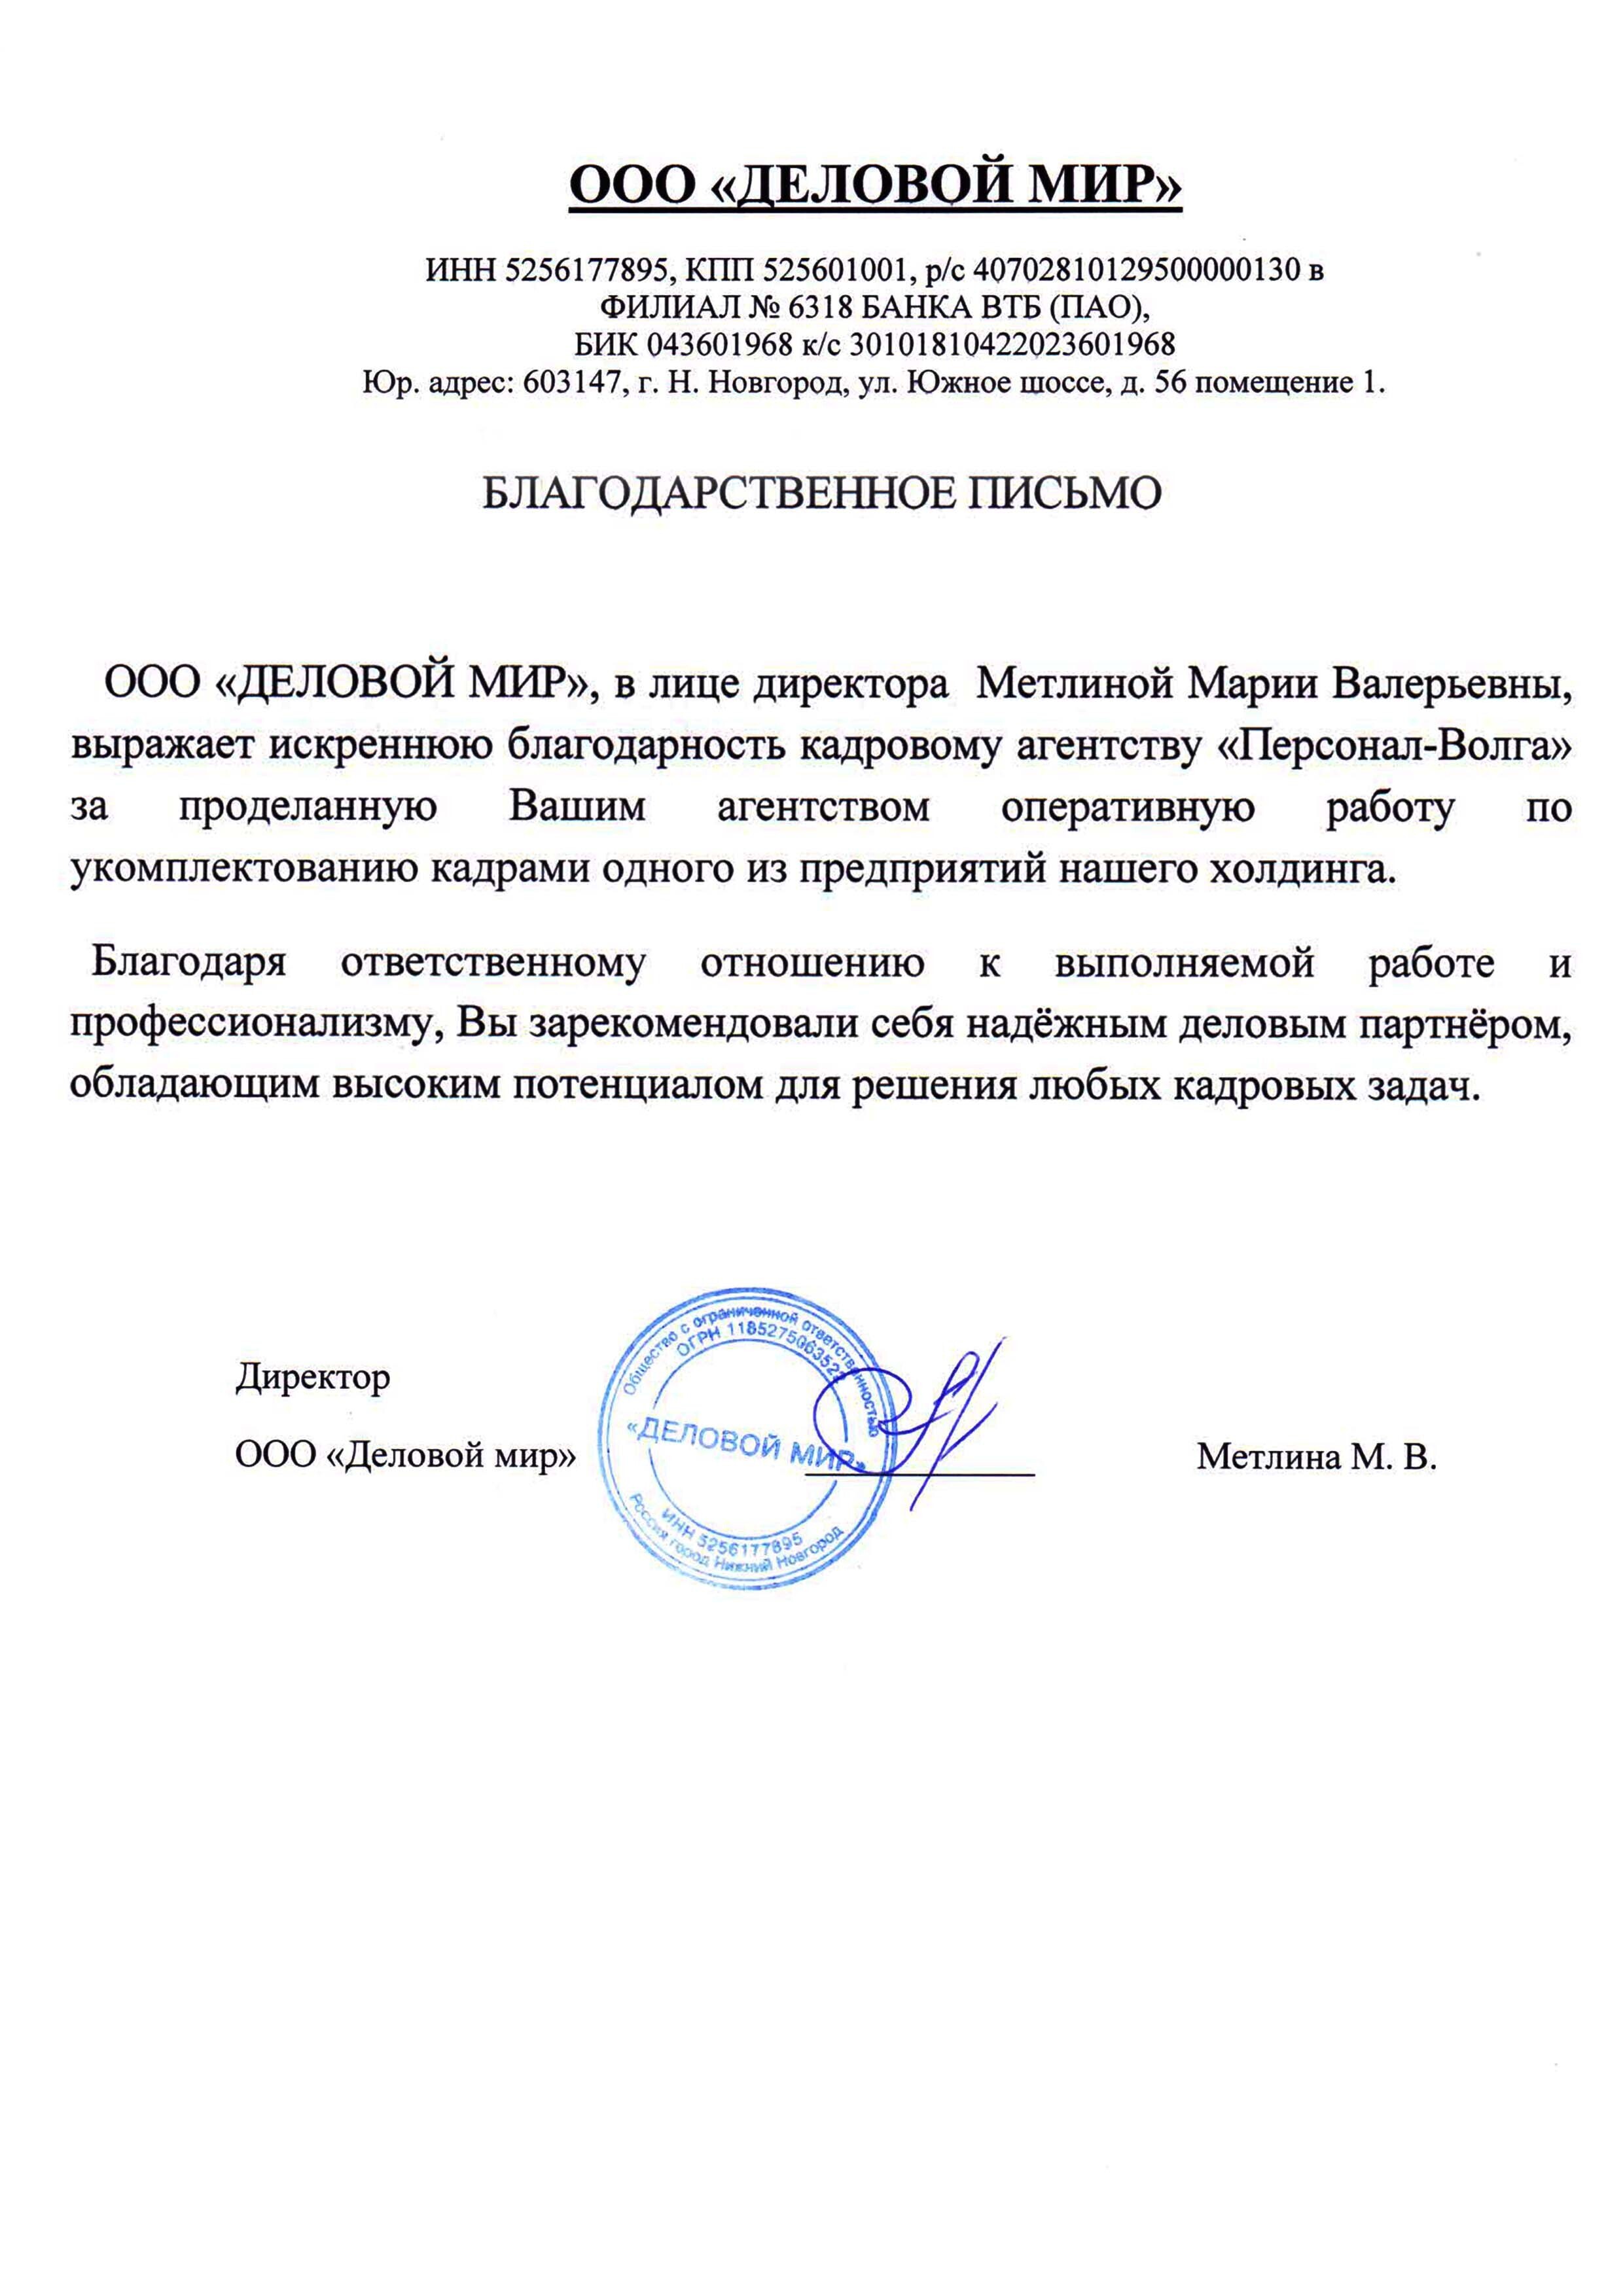 ООО «ДЕЛОВОЙ МИР»
ИНН 5256177895, КПП 525601001, р/с 40702810129500000130 в
ФИЛИАЛ № 6318 БАНКА ВТБ (ПАО),
БИК 043601968 к/с 30101810422023601968
Юр. адрес: 603147, г. Н. Новгород, ул. Южное шоссе, д. 56 помещение 1.
БЛАГОДАРСТВЕННОЕ ПИСЬМО
ООО «ДЕЛОВОЙ МИР», в лице директора Метлиной Марии Валерьевны,
выражает искреннюю благодарность кадровому агентству «Персонал-Волга»
за проделанную Вашим агентством оперативную работу по
укомплектованию кадрами одного из предприятий нашего холдинга.
Благодаря ответственному отношению к выполняемой работе и
профессионализму, Вы зарекомендовали себя надёжным деловым партнёром,
обладающим высоким потенциалом для решения любых кадровых задач.
Директор
ООО «Деловой мир»
Метлина М. В.
Общество с ограниченной ответственностью
ОГРН 1185275063522
«ДЕЛОВОЙ МИР»
ИНН 5256177895
Россия город Нижний Новгород